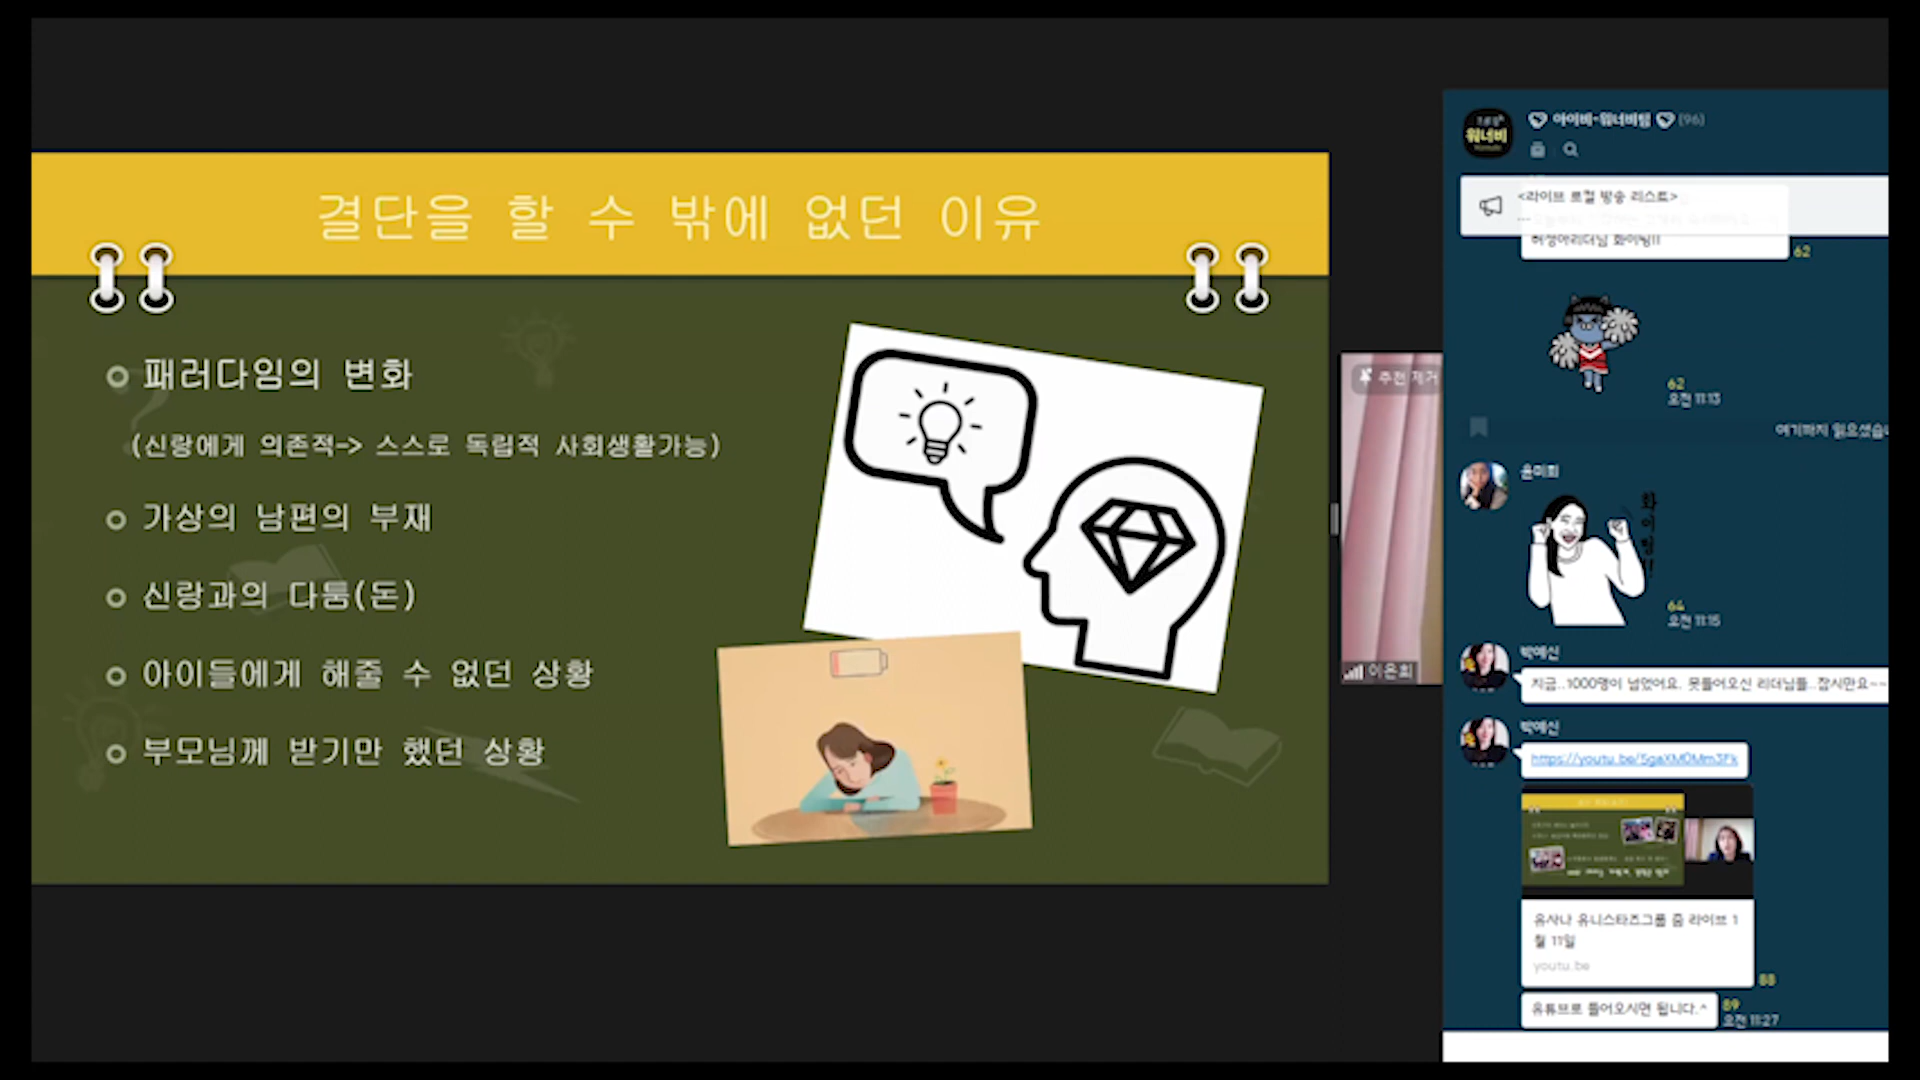 결단을 할 수 밖에 없던 이유
패러다임의 변화
(신랑에게 의존적-> 스스로 독립적 사회생활가능)
가상의 남편의 부재
신랑과의 다툼(돈)
아이들에게 해줄 수 없던 상황
부모님께 받기만 했던 상황
추천 제거
이은희
워너비
아이비-워너비팀 (96)
<라이브 로컬 방송 리스트>
...
허정아리더님 화이팅!!
62
62
오전 11:13
여기까지 읽으셨습니
윤미희
화이팅!!
64
오전 11:15
박예신
지금..1000명이 넘었어요. 못들어오신 리더님들..잠시만요~~
박예신
https://youtu.be/5gaXM0Mm3Fk
유사나 유니스타즈그룹 줌 라이브 1
월 11일
youtu.be
88
유튜브로 들어오시면 됩니다.^
89
오전 11:27